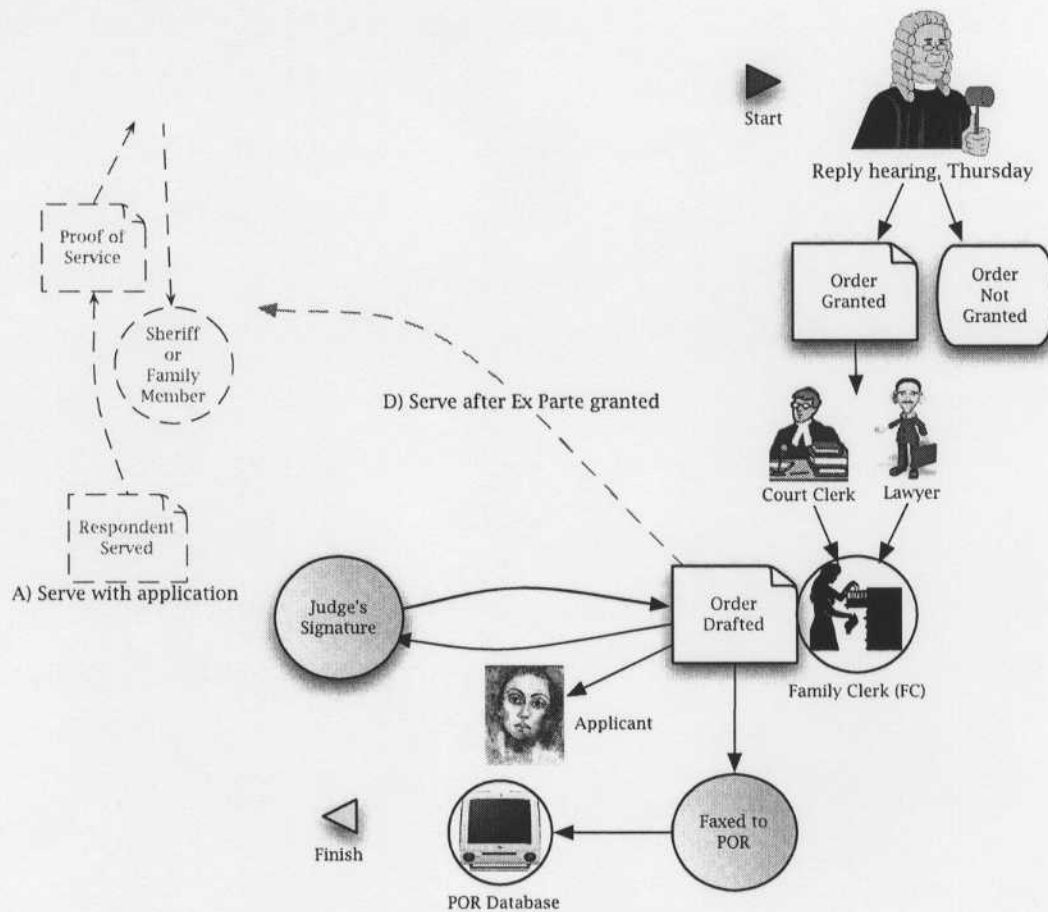 Start
Reply hearing, Thursday
Order
Granted
Order
Not
Granted
Proof of
Service
Sheriff
or
Family
Member
D) Serve after Ex Parte granted
Court Clerk
Lawyer
Respondent
Served
A) Serve with application
Judge's
Signature
Order
Drafted
Family Clerk (FC)
Applicant
Faxed to
POR
Finish
POR Database